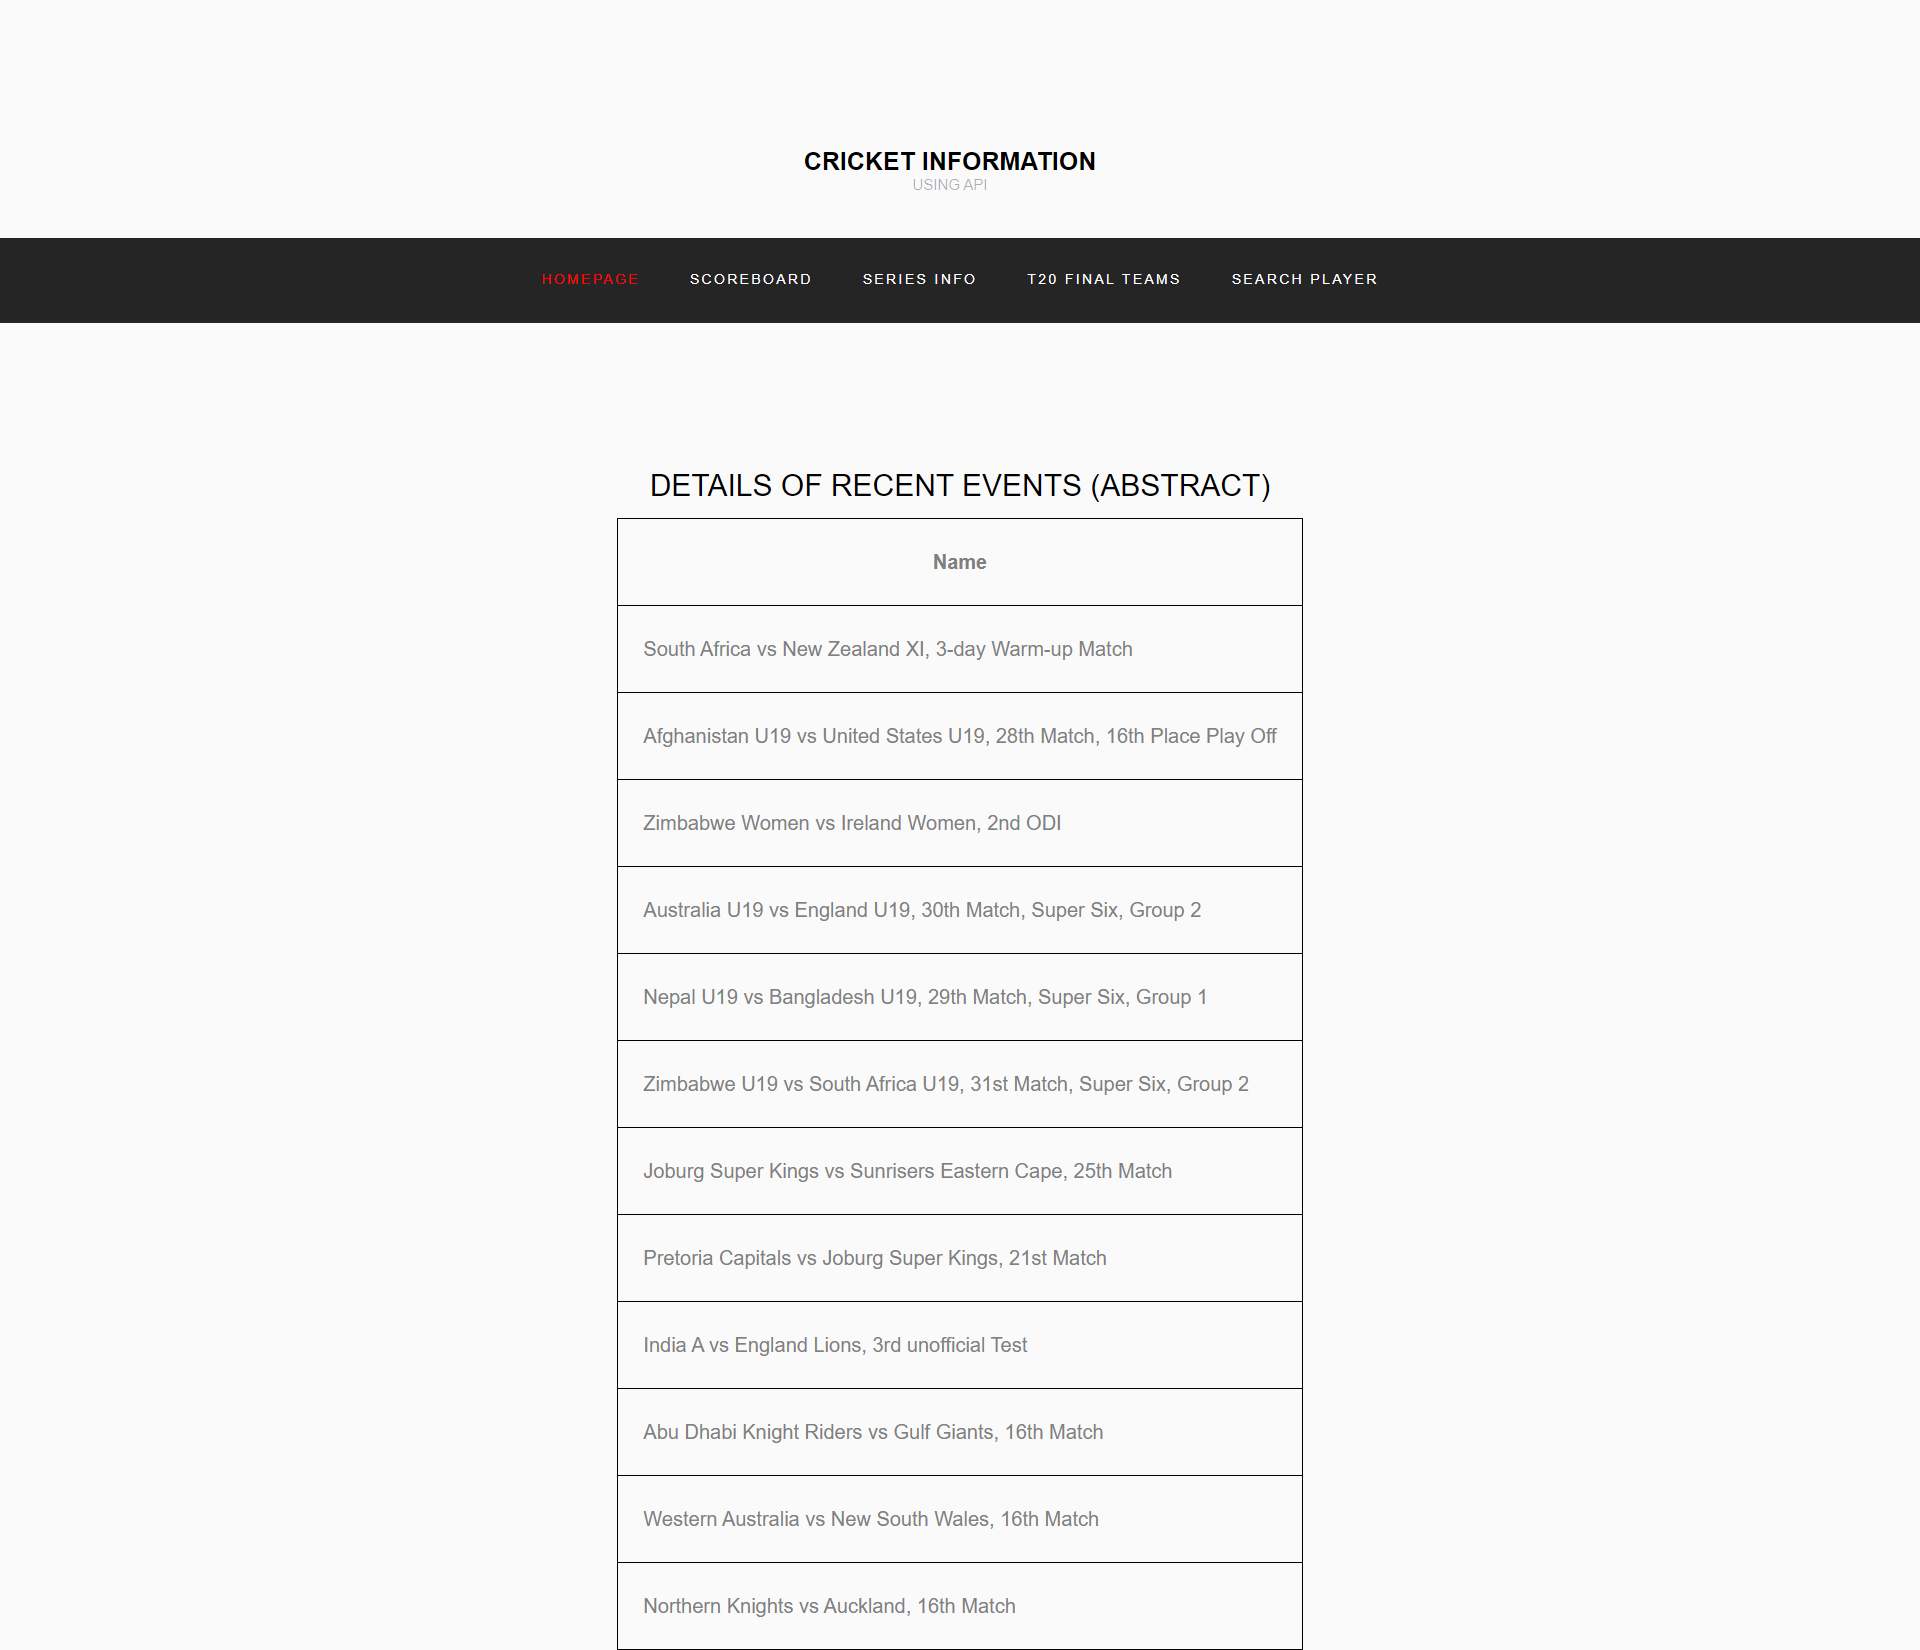 CRICKET INFORMATION
USING API
HOMEPAGE SCOREBOARD SERIES INFO T20 FINAL TEAMS SEARCH PLAYER
DETAILS OF RECENT EVENTS (ABSTRACT)
Name
South Africa vs New Zealand XI, 3-day Warm-up Match
Afghanistan U19 vs United States U19, 28th Match, 16th Place Play Off
Zimbabwe Women vs Ireland Women, 2nd ODI
Australia U19 vs England U19, 30th Match, Super Six, Group 2
Nepal U19 vs Bangladesh U19, 29th Match, Super Six, Group 1
Zimbabwe U19 vs South Africa U19, 31st Match, Super Six, Group 2
Joburg Super Kings vs Sunrisers Eastern Cape, 25th Match
Pretoria Capitals vs Joburg Super Kings, 21st Match
India A vs England Lions, 3rd unofficial Test
Abu Dhabi Knight Riders vs Gulf Giants, 16th Match
Western Australia vs New South Wales, 16th Match
Northern Knights vs Auckland, 16th Match